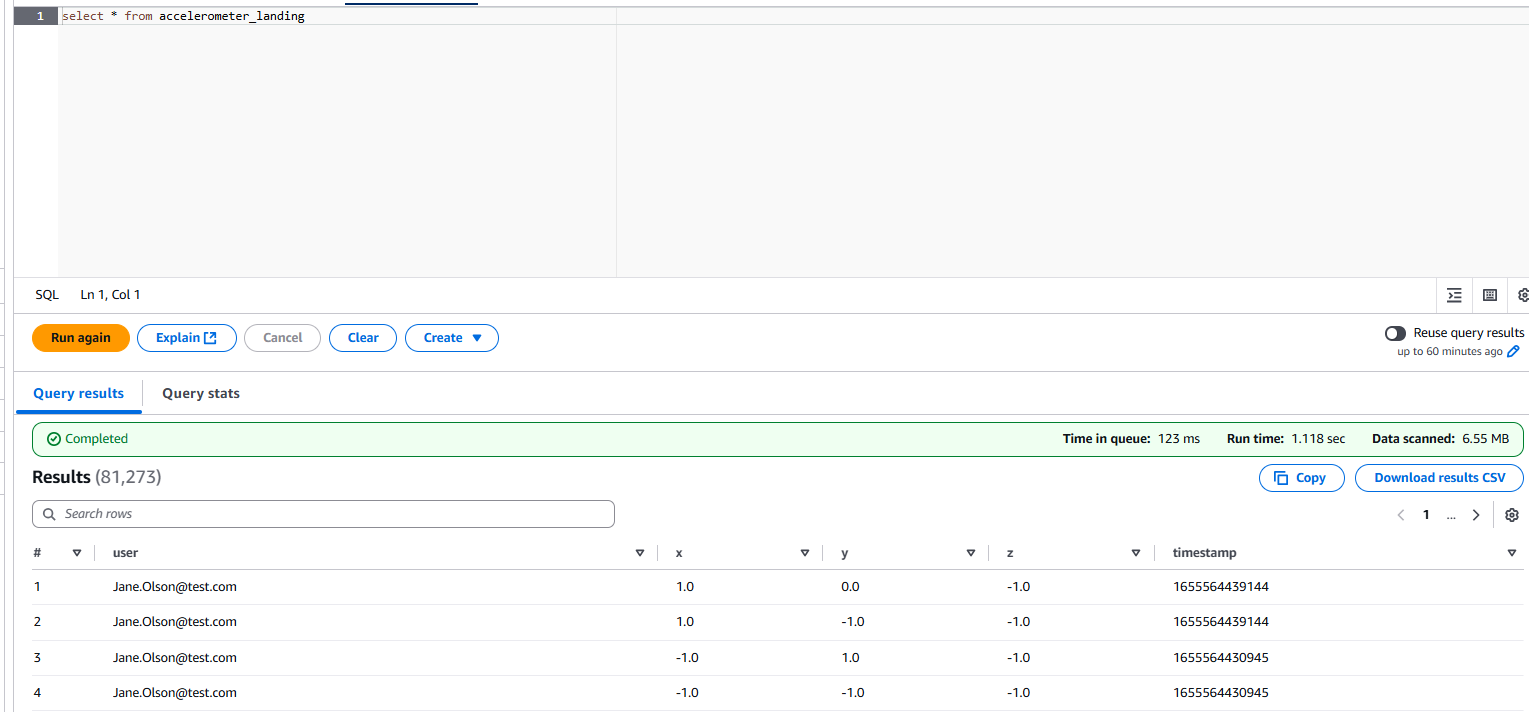 1 select * from accelerometer_landing
SQL Ln 1, Col 1
Run again Explain Cancel Clear Create Reuse query results
up to 60 minutes ago
Query results Query stats
Completed Time in queue: 123 ms Run time: 1.118 sec Data scanned: 6.55 MB
Results (81,273) Copy Download results CSV
Search rows 1 ...
# user x y z timestamp
1 Jane.Olson@test.com 1.0 0.0 -1.0 1655564439144
2 Jane.Olson@test.com 1.0 -1.0 -1.0 1655564439144
3 Jane.Olson@test.com -1.0 1.0 -1.0 1655564430945
4 Jane.Olson@test.com -1.0 -1.0 -1.0 1655564430945